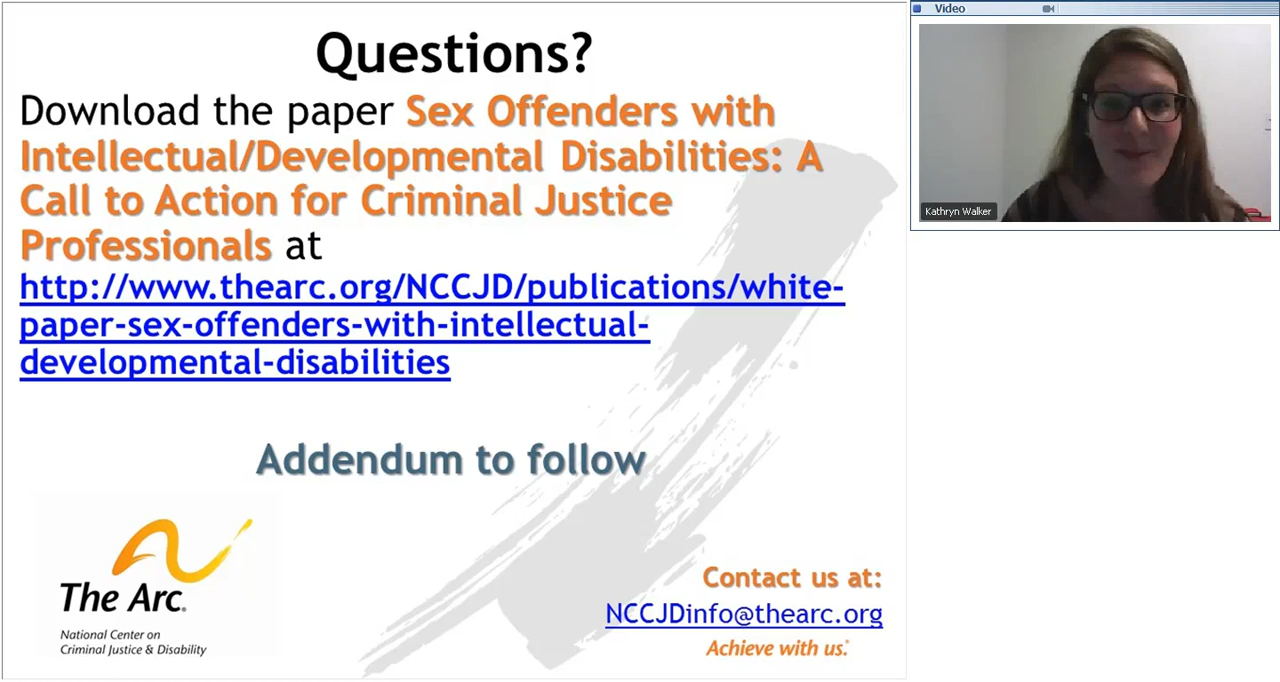 Questions?
Download the paper Sex Offenders with
Intellectual/Developmental Disabilities: A
Call to Action for Criminal Justice
Professionals at
http://www.thearc.org/NCCJD/publications/white-
paper-sex-offenders-with-intellectual-
developmental-disabilities
Addendum to follow
The Arc®
National Center on
Criminal Justice & Disability
Contact us at:
NCCJDinfo@thearc.org
Achieve with us.®
Video
Kathryn Walker